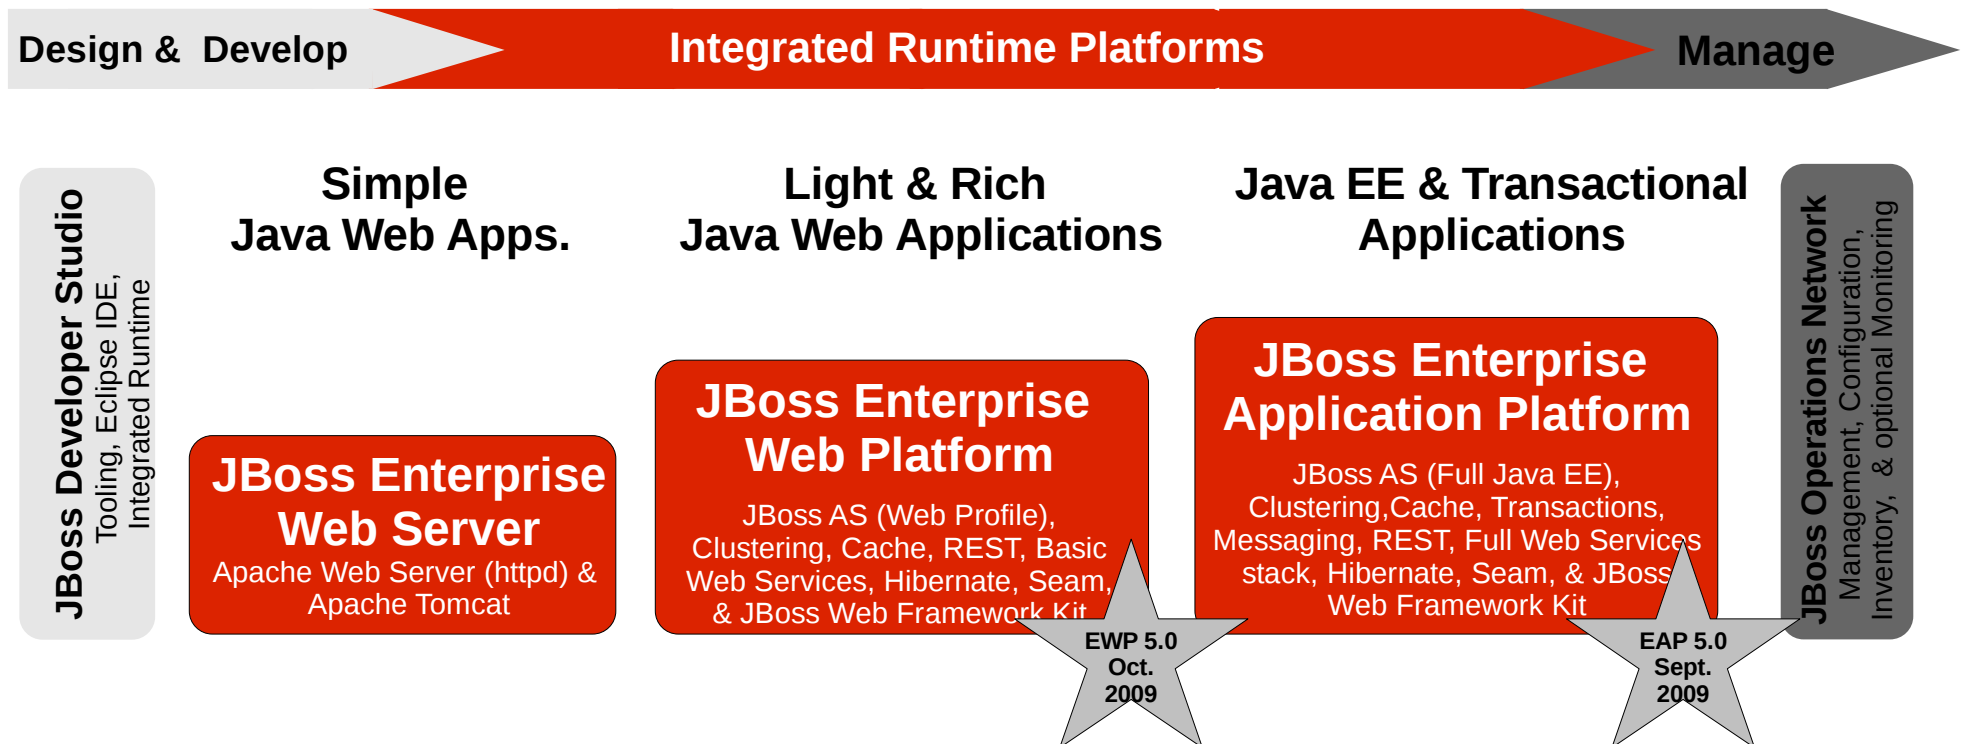 Design & Develop
Integrated Runtime Platforms
Manage
JBoss Developer Studio
Tooling, Eclipse IDE,
Integrated Runtime
Simple
Java Web Apps.
JBoss Enterprise
Web Server
Apache Web Server (httpd) &
Apache Tomcat
Light & Rich
Java Web Applications
JBoss Enterprise
Web Platform
JBoss AS (Web Profile),
Clustering, Cache, REST, Basic
Web Services, Hibernate, Seam,
& JBoss Web Framework Kit
EWP 5.0
Oct.
2009
Java EE & Transactional
Applications
JBoss Enterprise
Application Platform
JBoss AS (Full Java EE),
Clustering,Cache, Transactions,
Messaging, REST, Full Web Services
stack, Hibernate, Seam, & JBoss
Web Framework Kit
EAP 5.0
Sept.
2009
JBoss Operations Network
Management, Configuration,
Inventory, & optional Monitoring